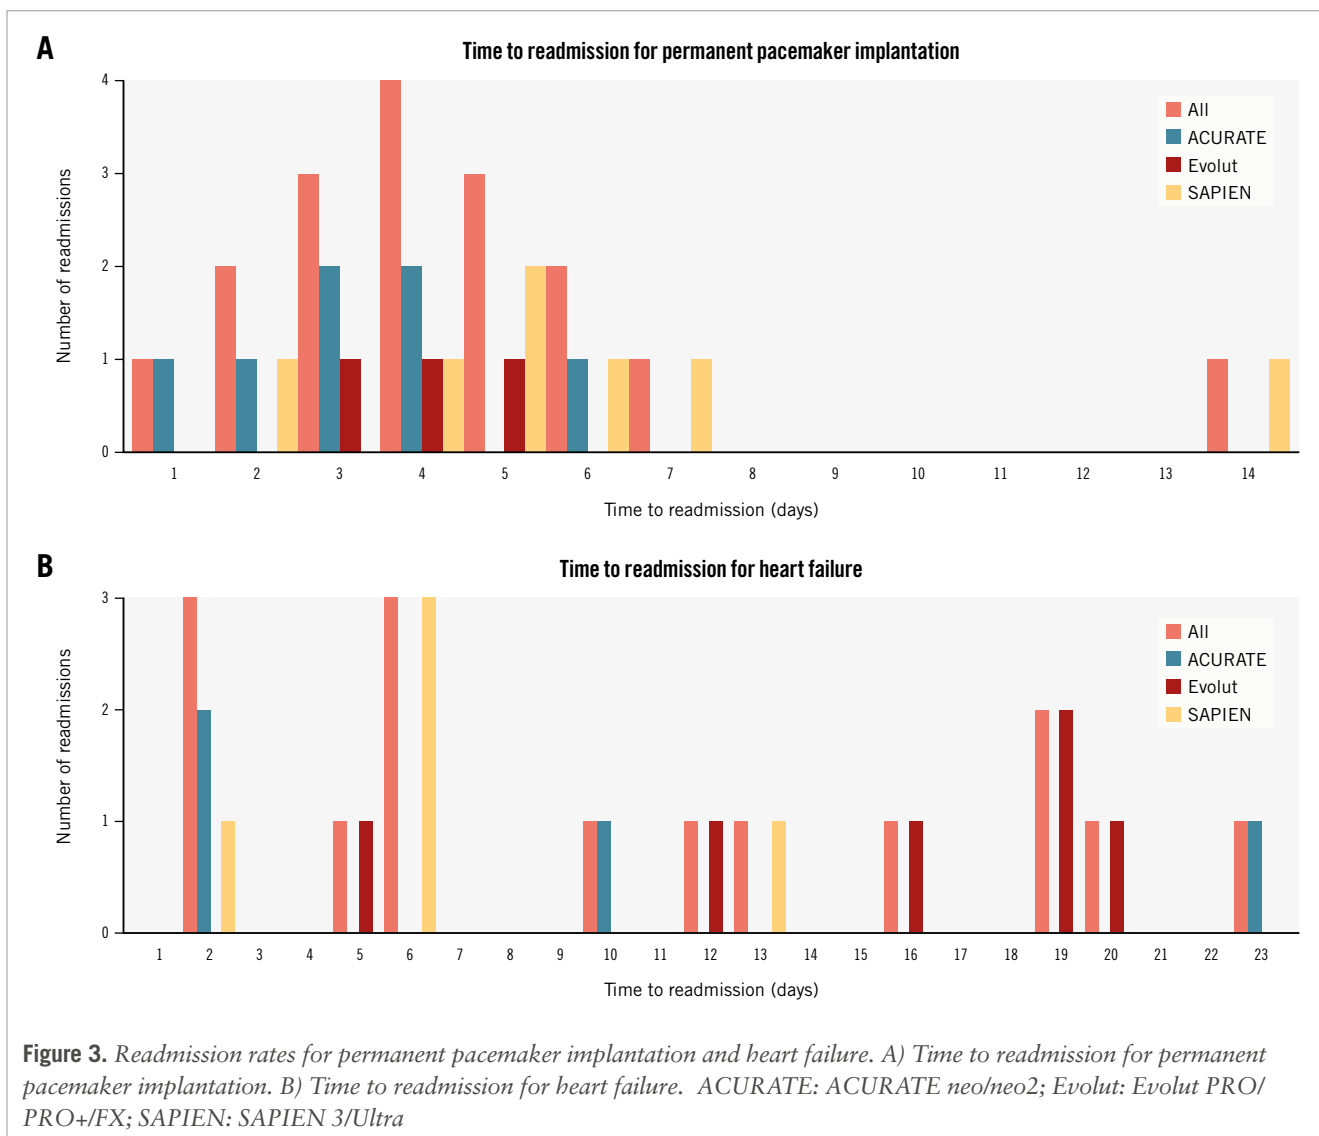 A
Time to readmission for permanent pacemaker implantation
4
3
2
1
0
Number of readmissions
All
ACURATE
Evolut
SAPIEN
1 2 3 4 5 6 7 8 9 10 11 12 13 14
Time to readmission (days)
B
Time to readmission for heart failure
3
2
1
0
Number of readmissions
All
ACURATE
Evolut
SAPIEN
1 2 3 4 5 6 7 8 9 10 11 12 13 14 15 16 17 18 19 20 21 22 23
Time to readmission (days)
Figure 3. Readmission rates for permanent pacemaker implantation and heart failure. A) Time to readmission for permanent
pacemaker implantation. B) Time to readmission for heart failure. ACURATE: ACURATE neo/neo2; Evolut: Evolut PRO/
PRO+/FX; SAPIEN: SAPIEN 3/Ultra